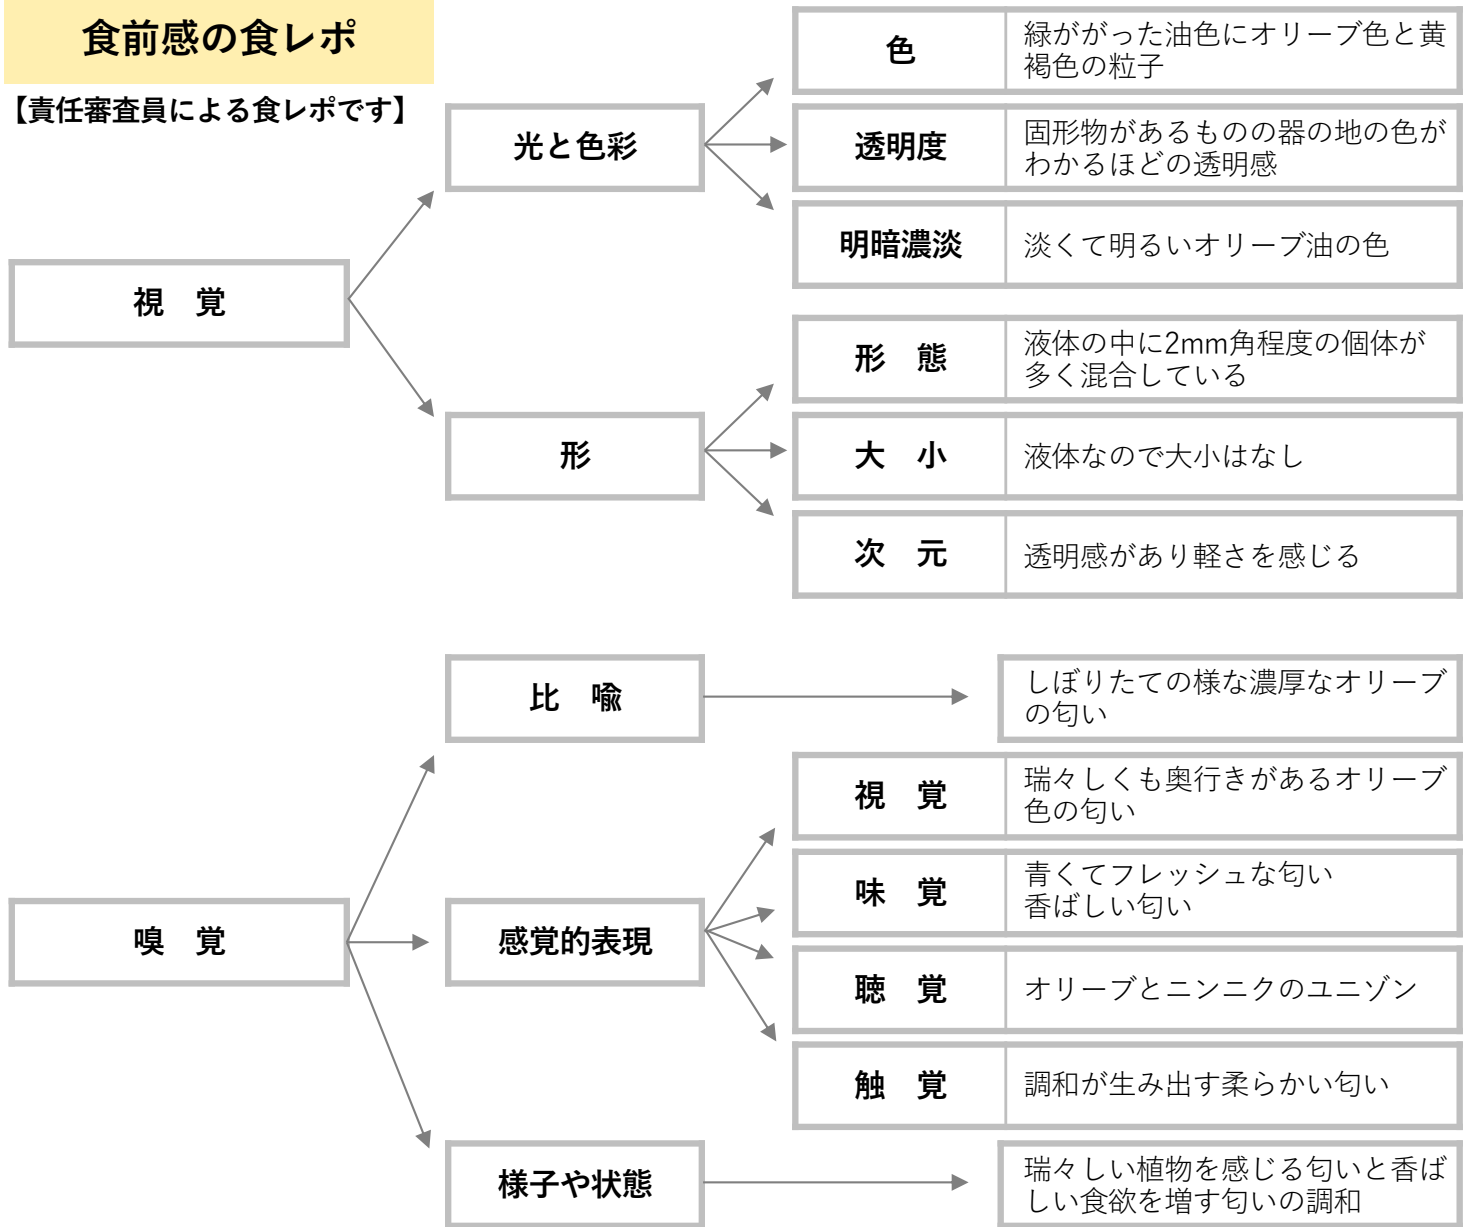 食前感の食レポ
【責任審査員による食レポです】
視　覚
光と色彩
色
緑ががった油色にオリーブ色と黄
褐色の粒子
透明度
固形物があるものの器の地の色が
わかるほどの透明感
明暗濃淡
淡くて明るいオリーブ油の色
形
形　態
液体の中に2mm角程度の個体が
多く混合している
大　小
液体なので大小はなし
次　元
透明感があり軽さを感じる
嗅　覚
比　喩
しぼりたての様な濃厚なオリーブ
の匂い
感覚的表現
視　覚
瑞々しくも奥行きがあるオリーブ
色の匂い
味　覚
青くてフレッシュな匂い
香ばしい匂い
聴　覚
オリーブとニンニクのユニゾン
触　覚
調和が生み出す柔らかい匂い
様子や状態
瑞々しい植物を感じる匂いと香ば
しい食欲を増す匂いの調和